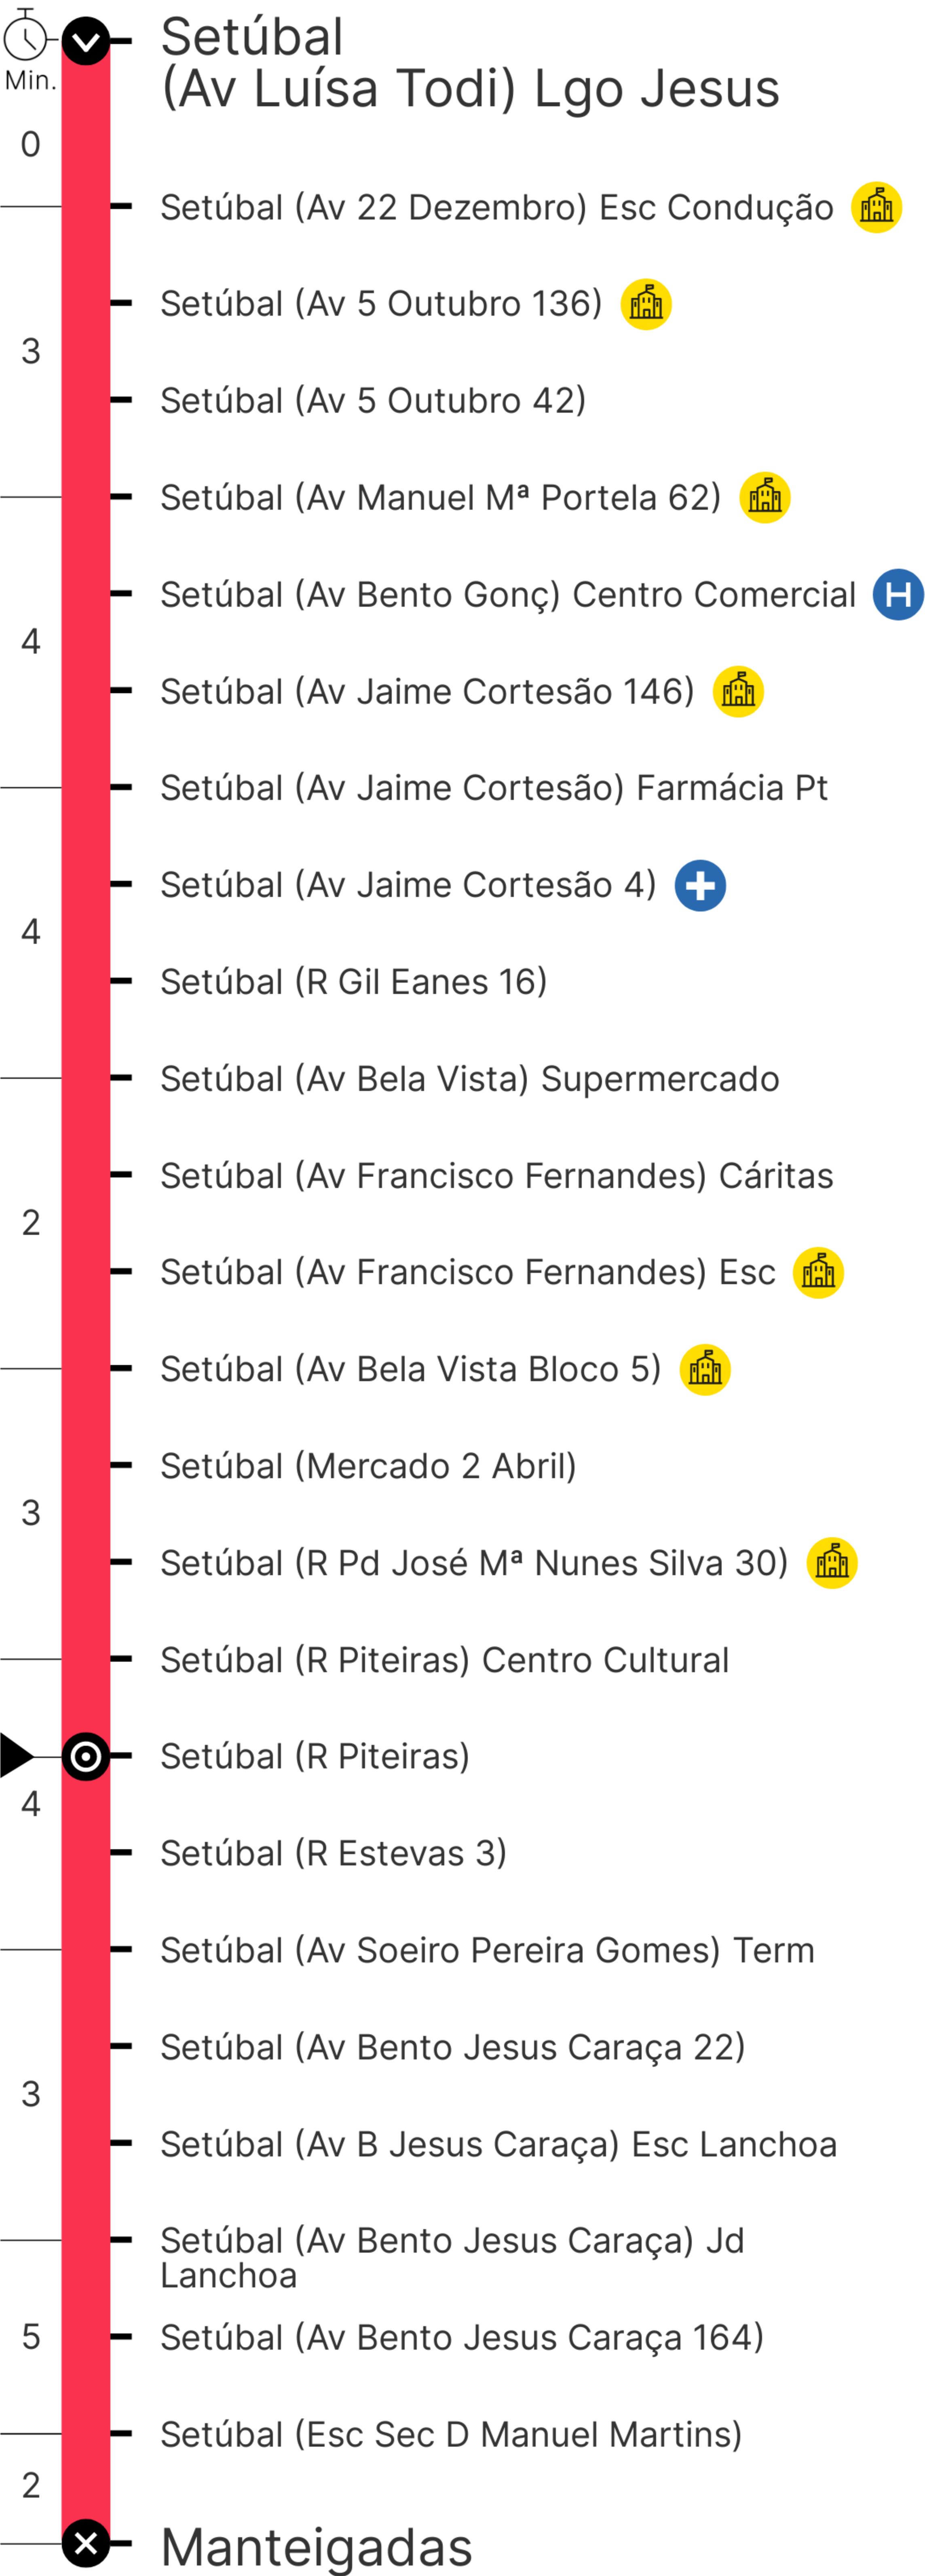 Setúbal
(Av Luísa Todi) Lgo Jesus
Min.
0
Setúbal (Av 22 Dezembro) Esc Condução
Setúbal (Av 5 Outubro 136)
3
Setúbal (Av 5 Outubro 42)
Setúbal (Av Manuel Mª Portela 62)
Setúbal (Av Bento Gonç) Centro Comercial H
4
Setúbal (Av Jaime Cortesão 146)
Setúbal (Av Jaime Cortesão) Farmácia Pt
Setúbal (Av Jaime Cortesão 4)
4
Setúbal (R Gil Eanes 16)
Setúbal (Av Bela Vista) Supermercado
Setúbal (Av Francisco Fernandes) Cáritas
2
Setúbal (Av Francisco Fernandes) Esc
Setúbal (Av Bela Vista Bloco 5)
Setúbal (Mercado 2 Abril)
3
Setúbal (R Pd José Mª Nunes Silva 30)
Setúbal (R Piteiras) Centro Cultural
Setúbal (R Piteiras)
4
Setúbal (R Estevas 3)
Setúbal (Av Soeiro Pereira Gomes) Term
Setúbal (Av Bento Jesus Caraça 22)
3
Setúbal (Av B Jesus Caraça) Esc Lanchoa
Setúbal (Av Bento Jesus Caraça) Jd
Lanchoa
5 Setúbal (Av Bento Jesus Caraça 164)
Setúbal (Esc Sec D Manuel Martins)
2
Manteigadas